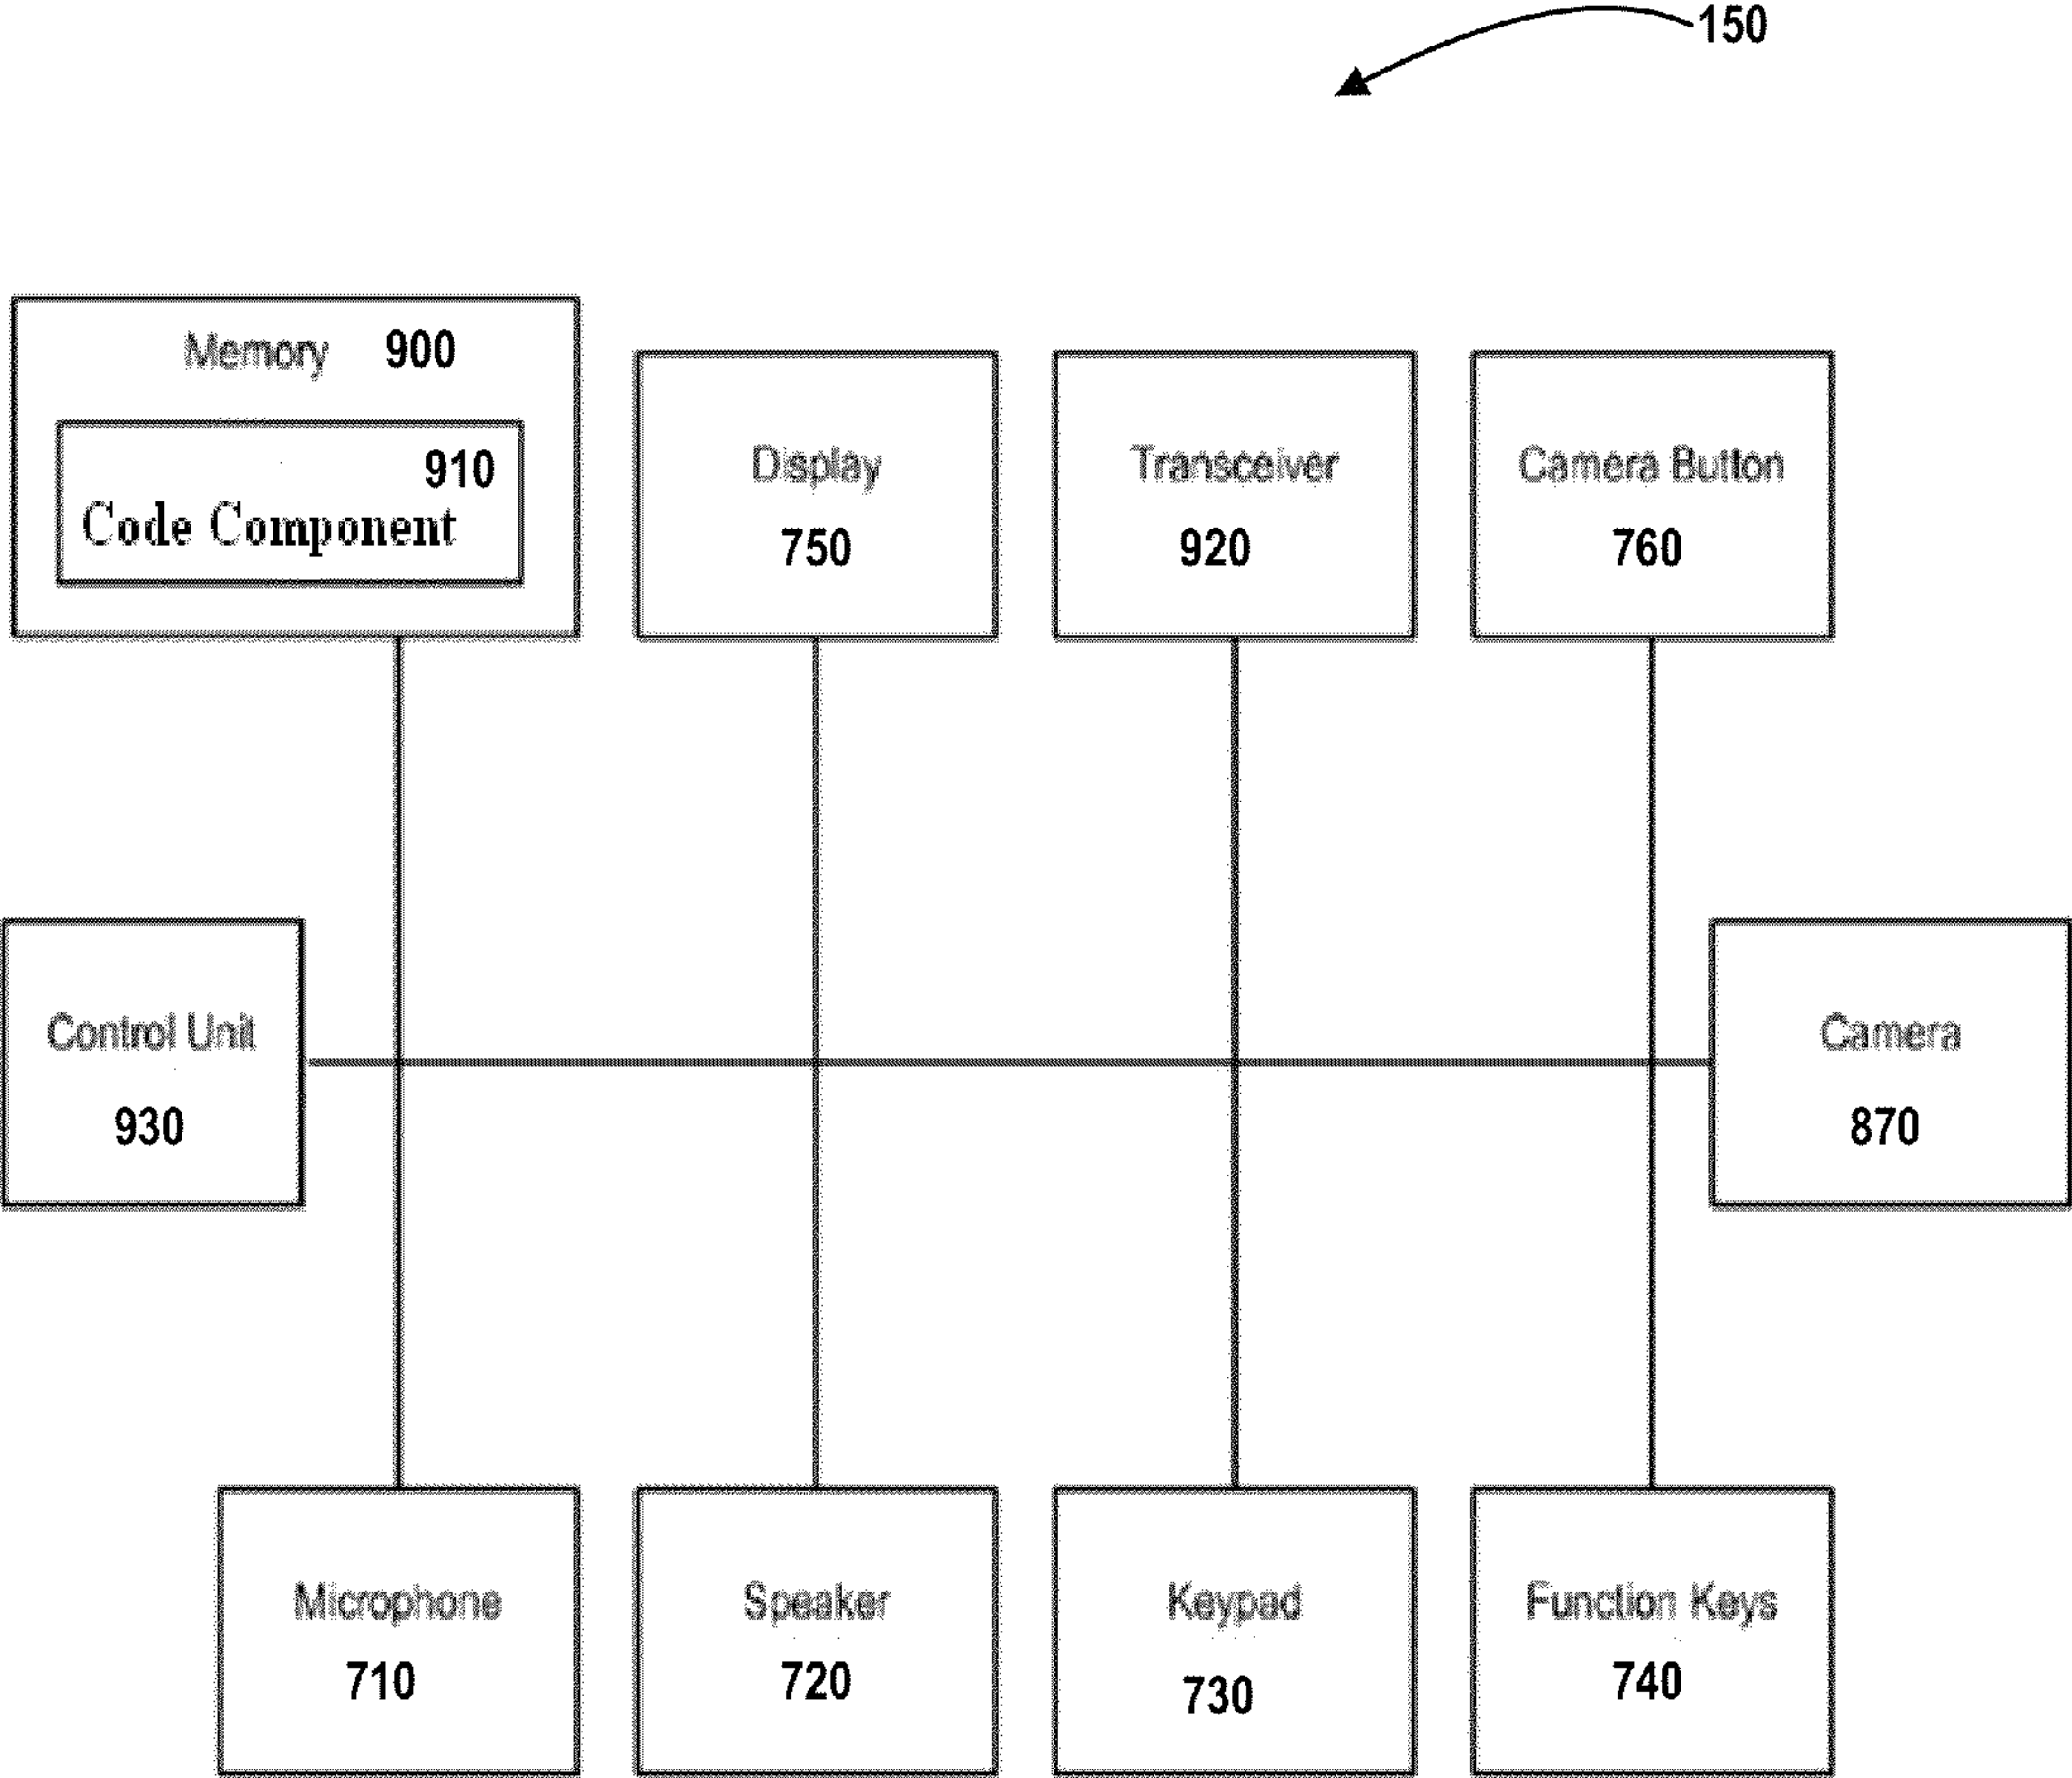 150
Memory 900
910
Code Component
Display
750
Transceiver
920
Camera Button
760
Control Unit
930
Camera
870
Microphone
710
Speaker
720
Keypad
730
Function Keys
740